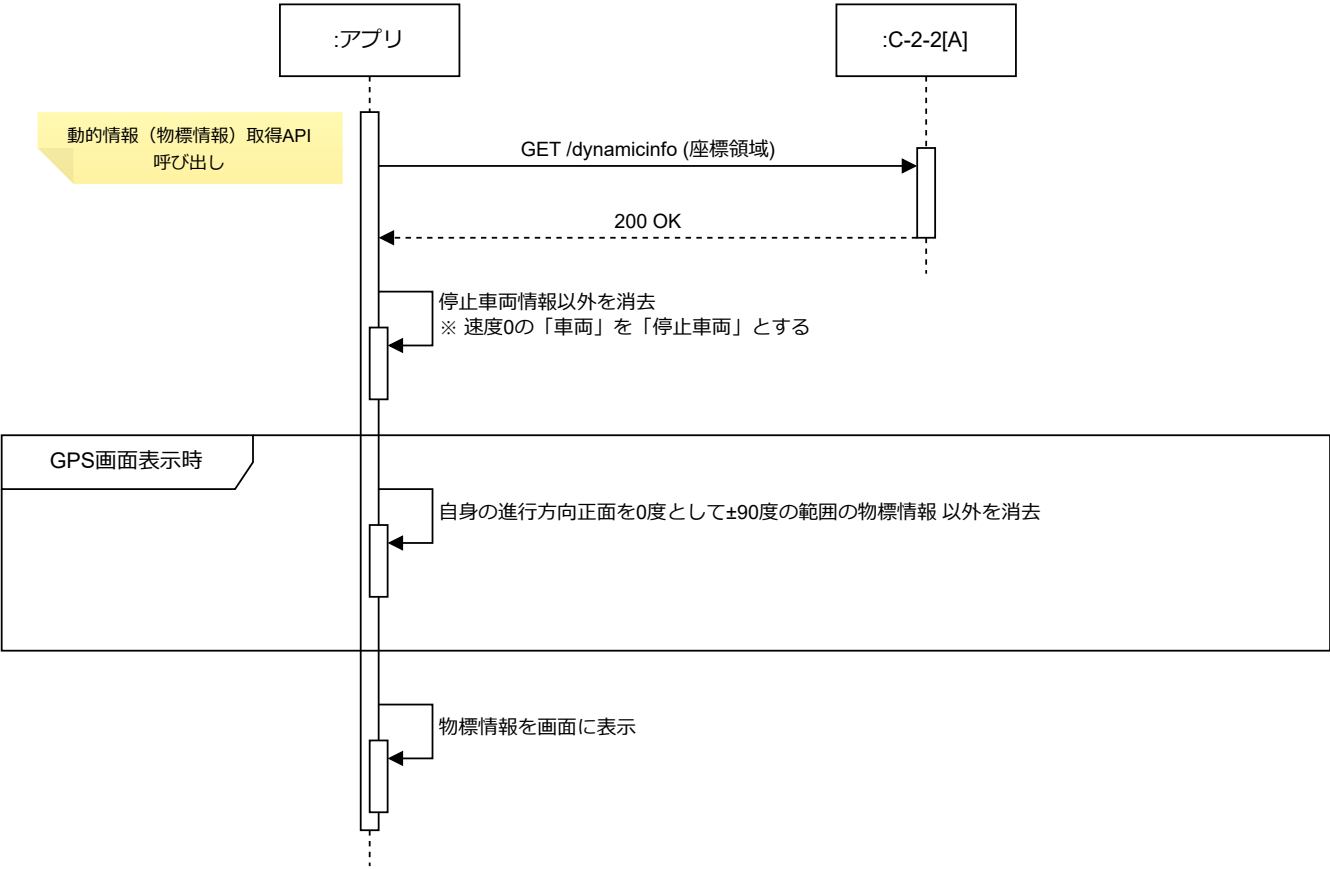 :アプリ
:C-2-2[A]
動的情報（物標情報）取得API
呼び出し
GET /dynamicinfo (座標領域)
200 OK
停止車両情報以外を消去
※ 速度0の「車両」を「停止車両」とする
GPS画面表示時
自身の進行方向正面を0度として±90度の範囲の物標情報 以外を消去
物標情報を画面に表示